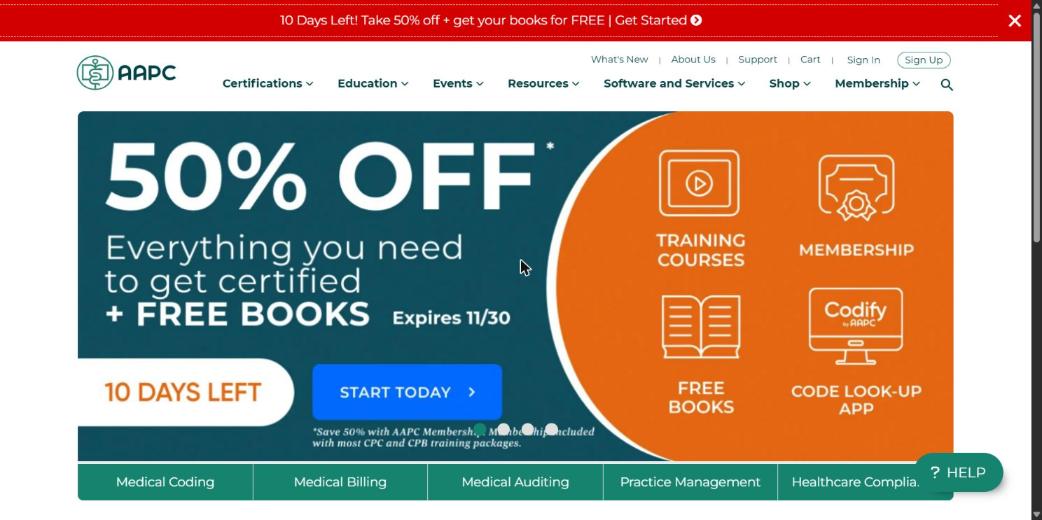 10 Days Left! Take 50% off + get your books for FREE | Get Started
AAPC
What's New | About Us | Support | Cart | Sign In Sign Up
Certifications Education Events Resources Software and Services Shop Membership
50% OFF*
Everything you need
to get certified
+ FREE BOOKS Expires 11/30
10 DAYS LEFT
START TODAY
*Save 50% with AAPC Membership. Membership included
with most CPC and CPB training packages.
TRAINING
COURSES
MEMBERSHIP
FREE
BOOKS
Codify
by AAPC
CODE LOOK-UP
APP
Medical Coding Medical Billing Medical Auditing Practice Management Healthcare Complia.
? HELP